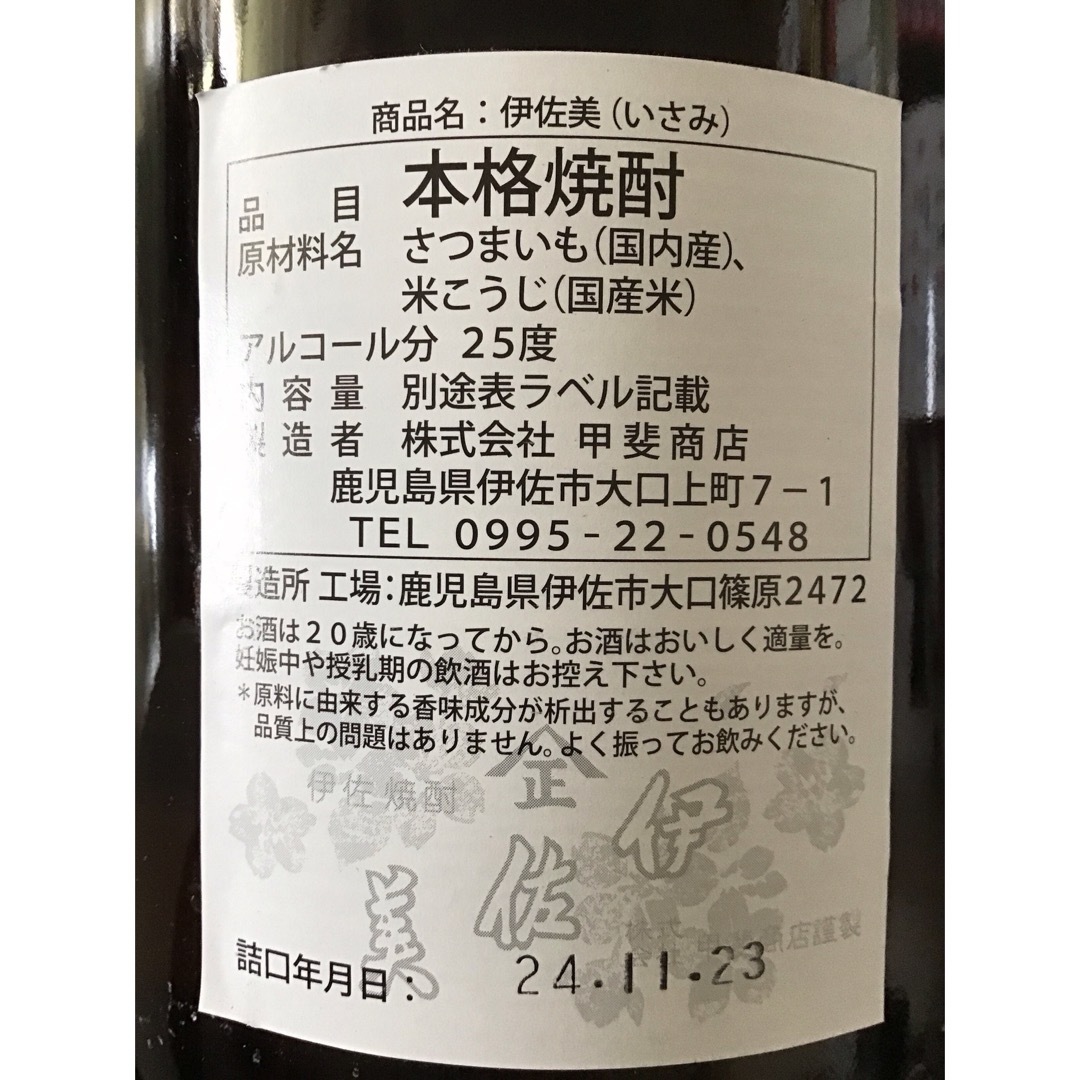 商品名：伊佐美(いさみ)
品目 本格焼酎
原材料名 さつまいも(国内産)、
米こうじ(国産米)
アルコール分 25度
内容量 別途表ラベル記載
製造者 株式会社 甲斐商店
鹿児島県伊佐市大口上町7-1
TEL 0995-22-0548
製造所 工場：鹿児島県伊佐市大口篠原2472
お酒は20歳になってから。お酒はおいしく適量を。
妊娠中や授乳期の飲酒はお控え下さい。
＊原料に由来する香味成分が析出することもありますが、
品質上の問題はありません。よく振ってお飲みください。
正
伊佐焼酎
伊佐美
詰口年月日： 24.11.23